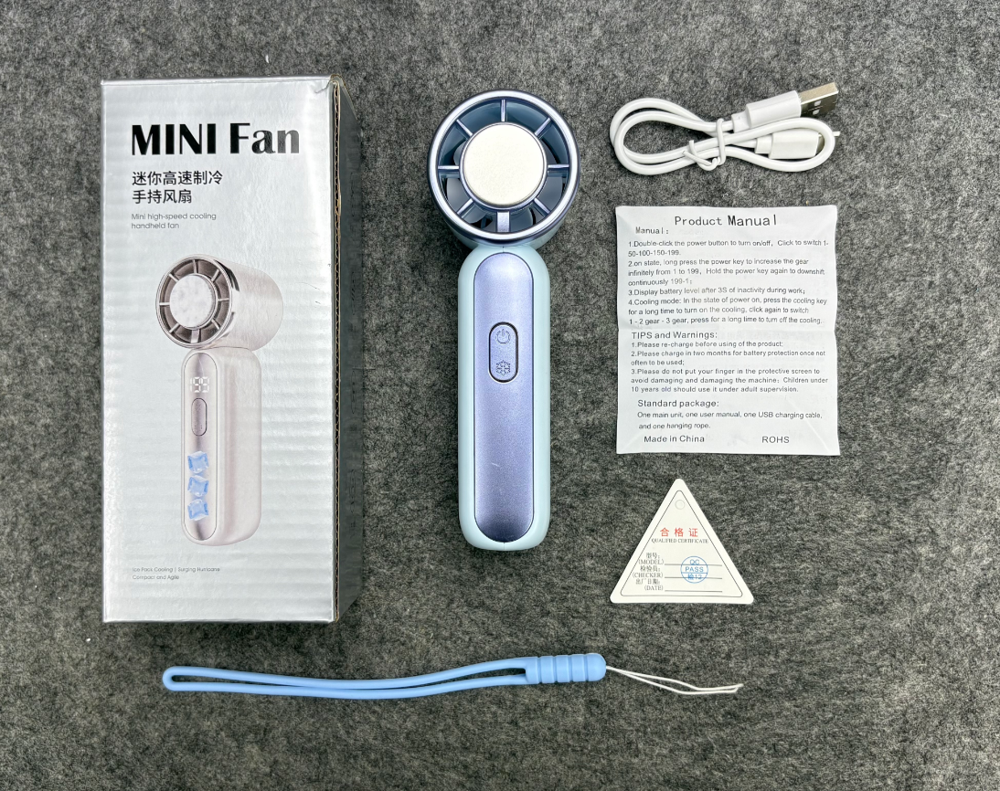 MINI Fan
迷你高速制冷
手持风扇
Mini high-speed cooling
handheld fan
199
Ice Pack Cooling | Surging Hurricane
Compact and Agile
Product Manual
Manual:
1.Double-click the power button to turn on/off, Click to switch 1-
50-100-150-199.
2.on state, long press the power key to increase the gear
infinitely from 1 to 199, Hold the power key again to downshift
continuously 199-1;
3.Display battery level after 3S of inactivity during work;
4.Cooling mode: In the state of power on, press the cooling key
for a long time to turn on the cooling, click again to switch
1 - 2 gear - 3 gear, press for a long time to turn off the cooling.
TIPS and Warnings:
1.Please re-charge before using of the product;
2.Please charge in two months for battery protection once not
often to be used;
3.Please do not put your finger in the protective screen to
avoid damaging and damaging the machine; Children under
10 years old should use it under adult supervision.
Standard package:
One main unit, one user manual, one USB charging cable,
and one hanging rope.
Made in China ROHS
合格证
QUALIFIED CERTIFICATE
型号:
(MODEL)
检验员:
(CHECKER)
出厂日期:
(DATE)
QC
PASS
检12